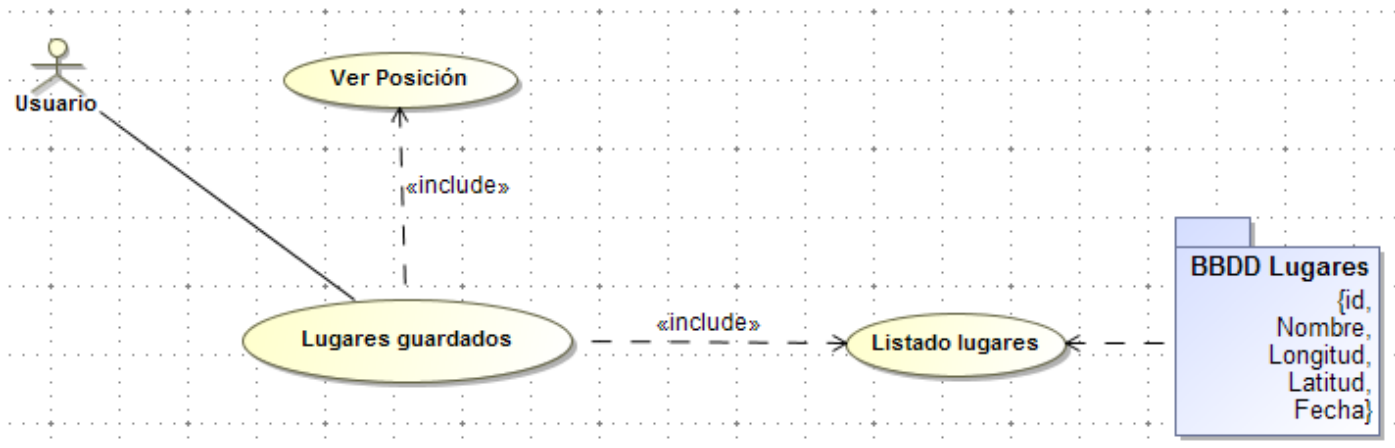 Usuario
Ver Posición
«include»
Lugares guardados
«include»
Listado lugares
BBDD Lugares
{id,
Nombre,
Longitud,
Latitud,
Fecha}